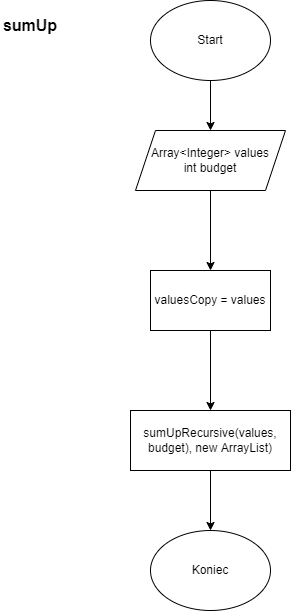 sumUp
Start
Array<Integer> values
int budget
valuesCopy = values
sumUpRecursive(values,
budget), new ArrayList)
Koniec